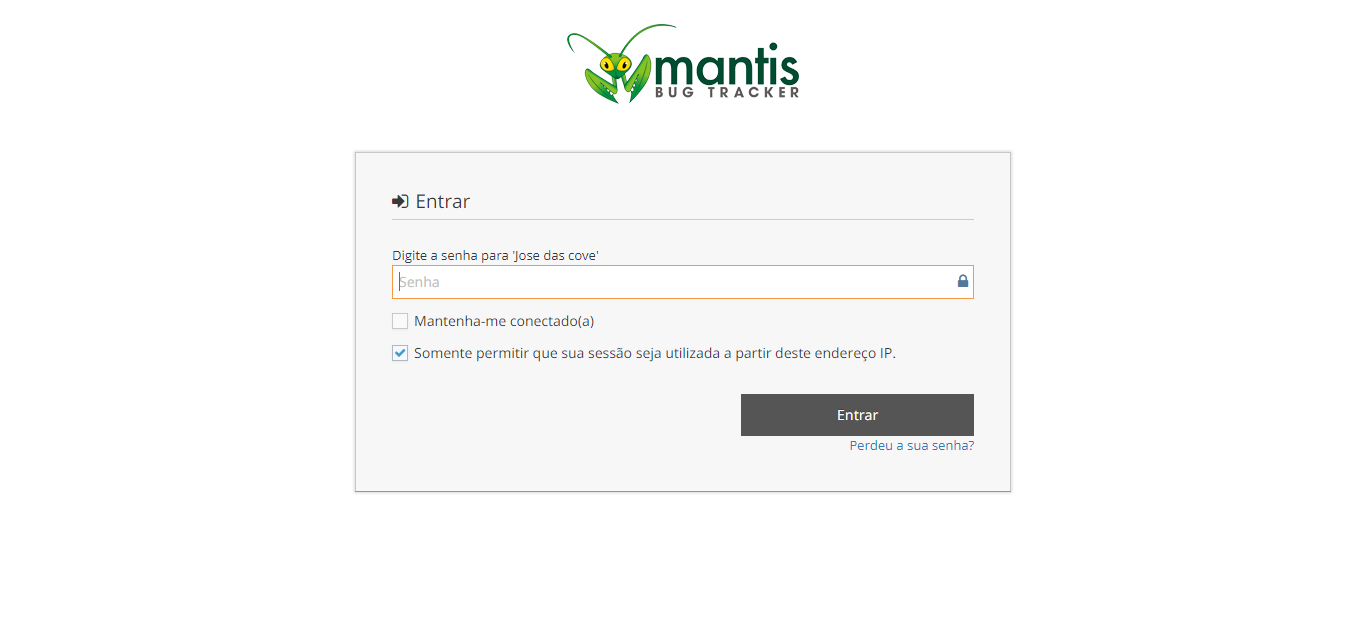 mantis
BUG TRACKER
Entrar
Digite a senha para 'Jose das cove'
Senha
Mantenha-me conectado(a)
Somente permitir que sua sessão seja utilizada a partir deste endereço IP.
Entrar
Perdeu a sua senha?